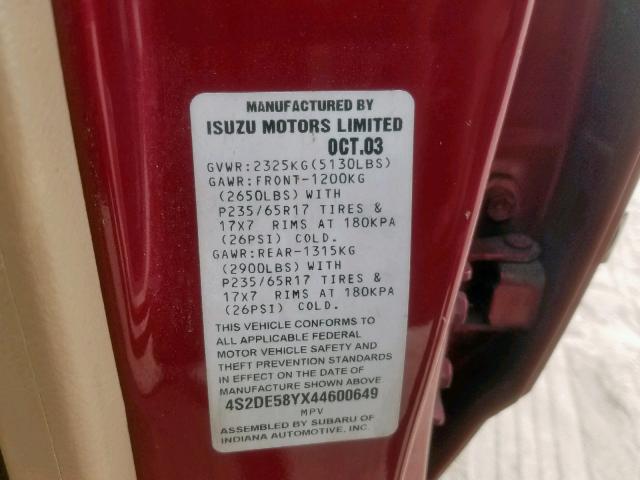 MANUFACTURED BY
ISUZU MOTORS LIMITED
OCT.03
GVWR:2325KG(5130LBS)
GAWR:FRONT-1200KG
(2650LBS) WITH
P235/65R17 TIRES &
17X7 RIMS AT 180KPA
(26PSI) COLD.
GAWR:REAR-1315KG
(2900LBS) WITH
P235/65R17 TIRES &
17X7 RIMS AT 180KPA
(26PSI) COLD.
THIS VEHICLE CONFORMS TO
ALL APPLICABLE FEDERAL
MOTOR VEHICLE SAFETY AND
THEFT PREVENTION STANDARDS
IN EFFECT ON THE DATE OF
MANUFACTURE SHOWN ABOVE
4S2DE58YX44600649
MPV
ASSEMBLED BY SUBARU OF
INDIANA AUTOMOTIVE, INC.